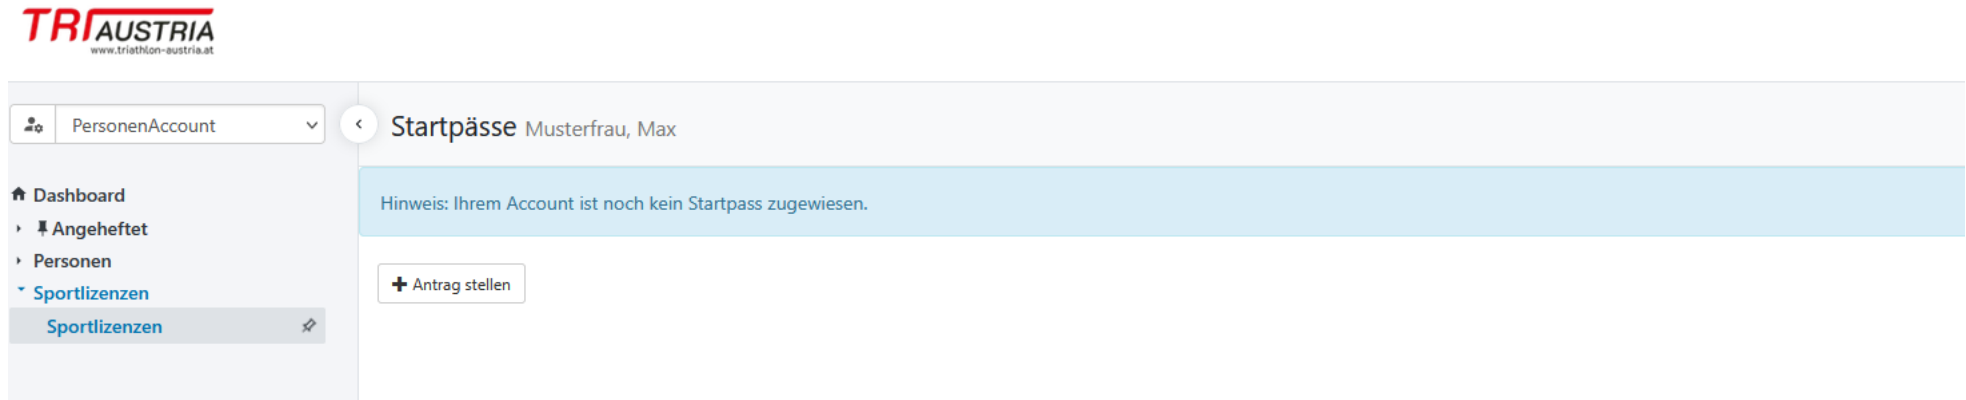 TRI AUSTRIA
www.triathlon-austria.at
PersonenAccount
Startpässe Musterfrau, Max
Dashboard
Angeheftet
Personen
Sportlizenzen
Sportlizenzen
Hinweis: Ihrem Account ist noch kein Startpass zugewiesen.
Antrag stellen